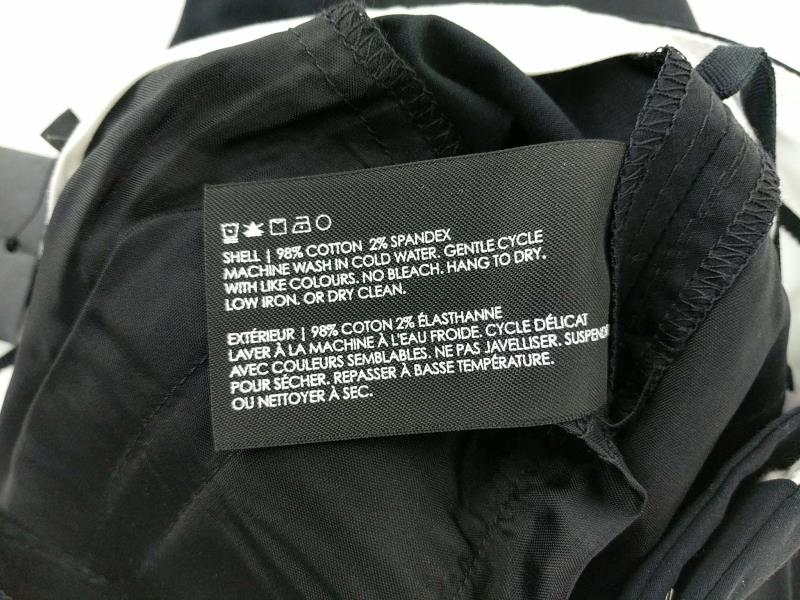 SHELL | 98% COTTON 2% SPANDEX
MACHINE WASH IN COLD WATER. GENTLE CYCLE
WITH LIKE COLOURS. NO BLEACH. HANG TO DRY.
LOW IRON. OR DRY CLEAN.
EXTÉRIEUR | 98% COTON 2% ÉLASTHANNE
LAVER À LA MACHINE À L'EAU FROIDE. CYCLE DÉLICAT
AVEC COULEURS SEMBLABLES. NE PAS JAVELLISER. SUSPEND
POUR SÉCHER. REPASSER À BASSE TEMPÉRATURE.
OU NETTOYER À SEC.